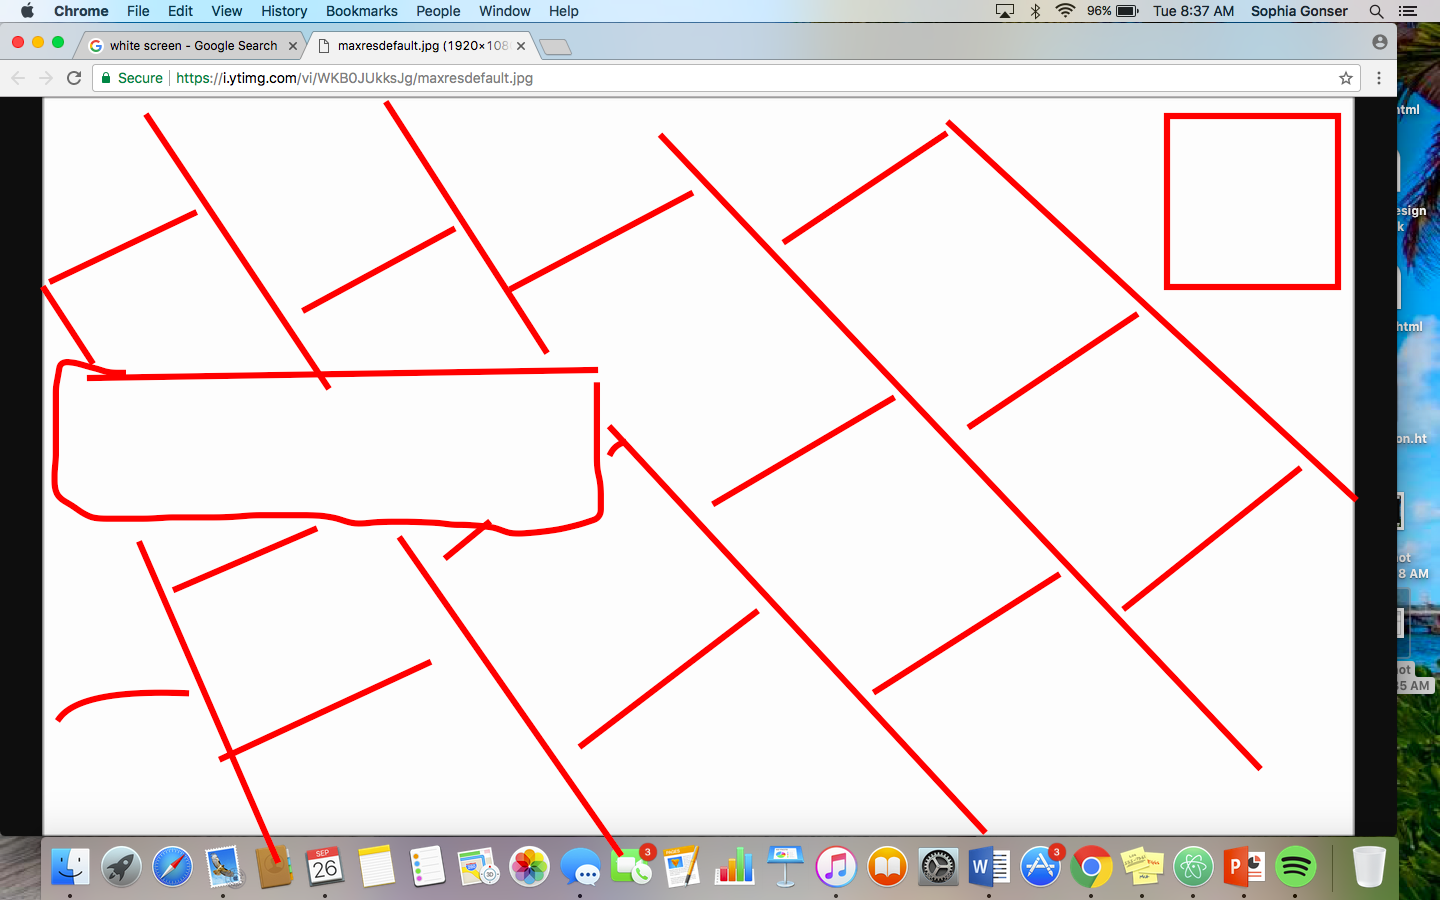 Chrome File Edit View History Bookmarks People Window Help 96% Tue 8:37 AM Sophia Gonser
white screen - Google Search maxresdefault.jpg (1920×108
Secure https://i.ytimg.com/vi/WKB0JUkksJg/maxresdefault.jpg
html
esign
k
html
on.ht
ot
8 AM
ot
35 AM
3
3
SEP
26